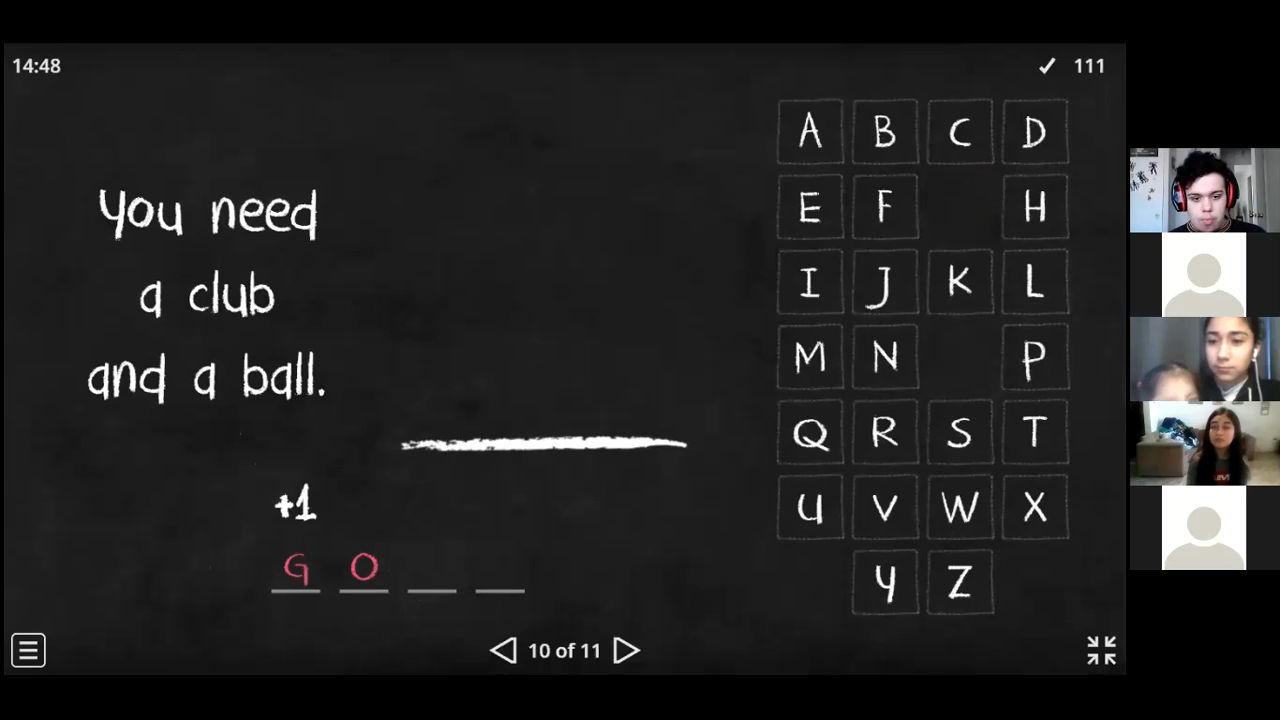 14:48
✓ 111
You need
a club
and a ball.
A B C D
E F H
I J K L
M N P
Q R S T
U V W X
Y Z
+1
G O _ _
10 of 11